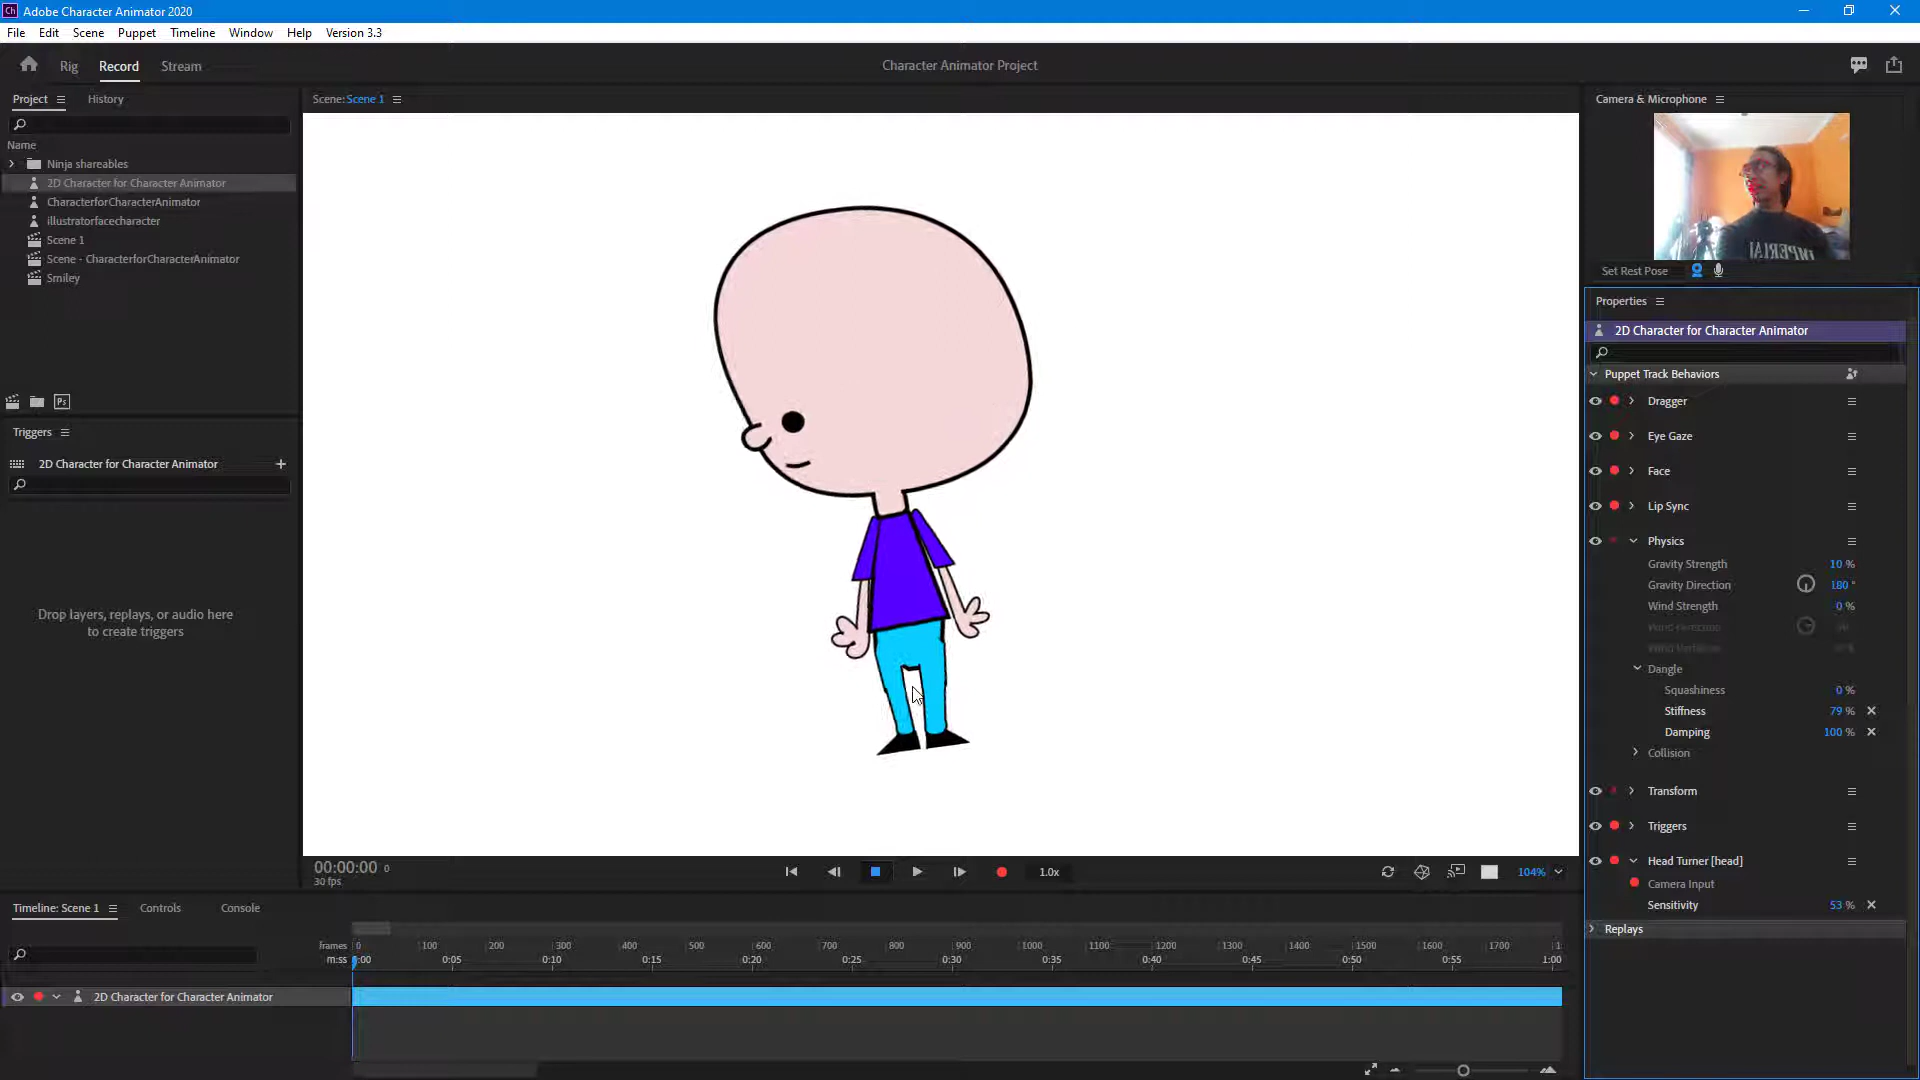 Ch Adobe Character Animator 2020
File Edit Scene Puppet Timeline Window Help Version 3.3
Rig Record Stream
Character Animator Project
Project History
Name
Ninja shareables
2D Character for Character Animator
CharacterforCharacterAnimator
illustratorfacecharacter
Scene 1
Scene - CharacterforCharacterAnimator
Smiley
Ps
Triggers
2D Character for Character Animator
Drop layers, replays, or audio here
to create triggers
Scene: Scene 1
00:00:00 0
30 fps
1.0x
104%
Camera & Microphone
Set Rest Pose
Properties
2D Character for Character Animator
Puppet Track Behaviors
Dragger
Eye Gaze
Face
Lip Sync
Physics
Gravity Strength 10 %
Gravity Direction 180 °
Wind Strength 0 %
Dangle
Squashiness 0 %
Stiffness 79 %
Damping 100 %
Collision
Transform
Triggers
Head Turner [head]
Camera Input
Sensitivity 53 %
Replays
Timeline: Scene 1 Controls Console
frames 0 100 200 300 400 500 600 700 800 900 1000 1100 1200 1300 1400 1500 1600 1700
m:ss 0:00 0:05 0:10 0:15 0:20 0:25 0:30 0:35 0:40 0:45 0:50 0:55 1:00
2D Character for Character Animator